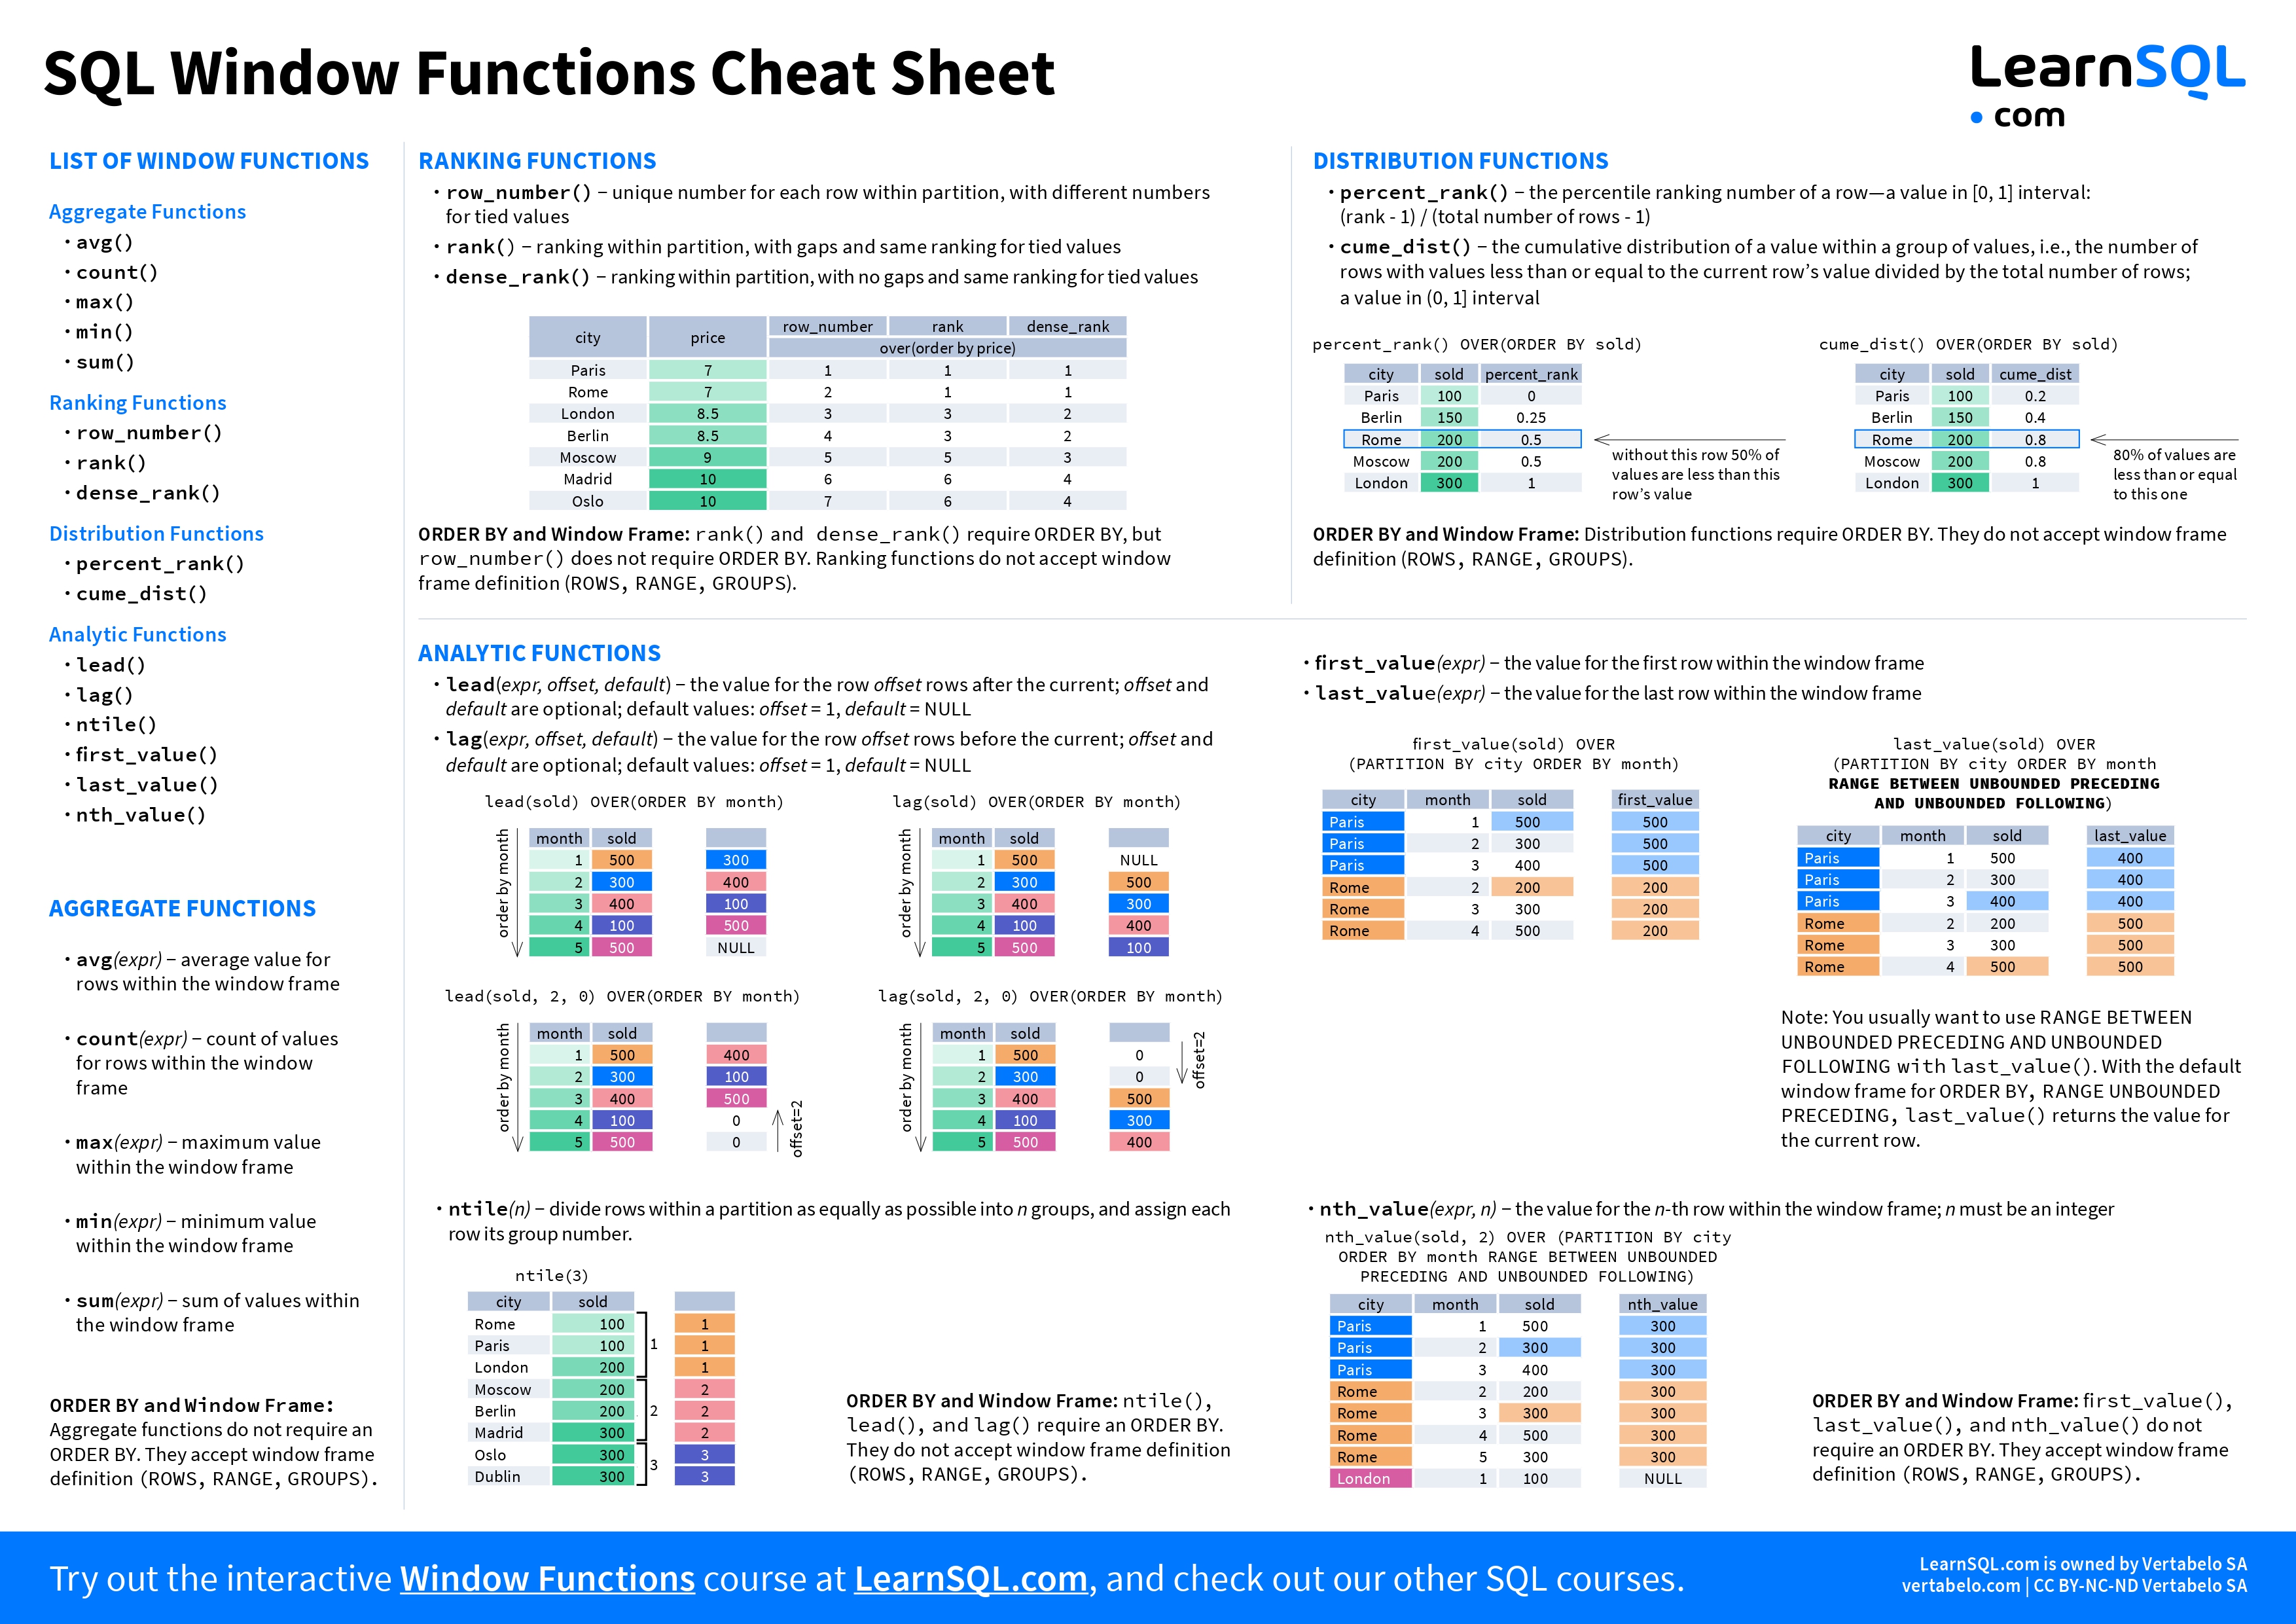 SQL Window Functions Cheat Sheet
LearnSQL
• com
LIST OF WINDOW FUNCTIONS
Aggregate Functions
• avg()
• count()
• max()
• min()
• sum()
Ranking Functions
• row_number()
• rank()
• dense_rank()
Distribution Functions
• percent_rank()
• cume_dist()
Analytic Functions
• lead()
• lag()
• ntile()
• first_value()
• last_value()
• nth_value()
AGGREGATE FUNCTIONS
• avg(expr) − average value for
rows within the window frame
• count(expr) − count of values
for rows within the window
frame
• max(expr) − maximum value
within the window frame
• min(expr) − minimum value
within the window frame
• sum(expr) − sum of values within
the window frame
ORDER BY and Window Frame:
Aggregate functions do not require an
ORDER BY. They accept window frame
definition (ROWS, RANGE, GROUPS).
RANKING FUNCTIONS
• row_number() − unique number for each row within partition, with different numbers
for tied values
• rank() − ranking within partition, with gaps and same ranking for tied values
• dense_rank() − ranking within partition, with no gaps and same ranking for tied values
city price row_number rank dense_rank
over(order by price)
Paris 7 1 1 1
Rome 7 2 1 1
London 8.5 3 3 2
Berlin 8.5 4 3 2
Moscow 9 5 5 3
Madrid 10 6 6 4
Oslo 10 7 6 4
ORDER BY and Window Frame: rank() and dense_rank() require ORDER BY, but
row_number() does not require ORDER BY. Ranking functions do not accept window
frame definition (ROWS, RANGE, GROUPS).
DISTRIBUTION FUNCTIONS
• percent_rank() − the percentile ranking number of a row—a value in [0, 1] interval:
(rank - 1) / (total number of rows - 1)
• cume_dist() − the cumulative distribution of a value within a group of values, i.e., the number of
rows with values less than or equal to the current row’s value divided by the total number of rows;
a value in (0, 1] interval
percent_rank() OVER(ORDER BY sold)
city sold percent_rank
Paris 100 0
Berlin 150 0.25
Rome 200 0.5
Moscow 200 0.5
London 300 1
without this row 50% of
values are less than this
row’s value
cume_dist() OVER(ORDER BY sold)
city sold cume_dist
Paris 100 0.2
Berlin 150 0.4
Rome 200 0.8
Moscow 200 0.8
London 300 1
80% of values are
less than or equal
to this one
ORDER BY and Window Frame: Distribution functions require ORDER BY. They do not accept window frame
definition (ROWS, RANGE, GROUPS).
ANALYTIC FUNCTIONS
• lead(expr, offset, default) − the value for the row offset rows after the current; offset and
default are optional; default values: offset = 1, default = NULL
• lag(expr, offset, default) − the value for the row offset rows before the current; offset and
default are optional; default values: offset = 1, default = NULL
lead(sold) OVER(ORDER BY month)
order by month
month sold
1 500 300
2 300 400
3 400 100
4 100 500
5 500 NULL
lag(sold) OVER(ORDER BY month)
order by month
month sold
1 500 NULL
2 300 500
3 400 300
4 100 400
5 500 100
lead(sold, 2, 0) OVER(ORDER BY month)
order by month
month sold
1 500 400
2 300 100
3 400 500
4 100 0
5 500 0
offset=2
lag(sold, 2, 0) OVER(ORDER BY month)
order by month
month sold
1 500 0
2 300 0
3 400 500
4 100 300
5 500 400
offset=2
• ntile(n) − divide rows within a partition as equally as possible into n groups, and assign each
row its group number.
ntile(3)
city sold
Rome 100 1
Paris 100 1
London 200 1
Moscow 200 2
Berlin 200 2
Madrid 300 2
Oslo 300 3
Dublin 300 3
1
2
3
ORDER BY and Window Frame: ntile(),
lead(), and lag() require an ORDER BY.
They do not accept window frame definition
(ROWS, RANGE, GROUPS).
• first_value(expr) − the value for the first row within the window frame
• last_value(expr) − the value for the last row within the window frame
first_value(sold) OVER
(PARTITION BY city ORDER BY month)
city month sold first_value
Paris 1 500 500
Paris 2 300 500
Paris 3 400 500
Rome 2 200 200
Rome 3 300 200
Rome 4 500 200
last_value(sold) OVER
(PARTITION BY city ORDER BY month
RANGE BETWEEN UNBOUNDED PRECEDING
AND UNBOUNDED FOLLOWING)
city month sold last_value
Paris 1 500 400
Paris 2 300 400
Paris 3 400 400
Rome 2 200 500
Rome 3 300 500
Rome 4 500 500
Note: You usually want to use RANGE BETWEEN
UNBOUNDED PRECEDING AND UNBOUNDED
FOLLOWING with last_value(). With the default
window frame for ORDER BY, RANGE UNBOUNDED
PRECEDING, last_value() returns the value for
the current row.
• nth_value(expr, n) − the value for the n-th row within the window frame; n must be an integer
nth_value(sold, 2) OVER (PARTITION BY city
ORDER BY month RANGE BETWEEN UNBOUNDED
PRECEDING AND UNBOUNDED FOLLOWING)
city month sold nth_value
Paris 1 500 300
Paris 2 300 300
Paris 3 400 300
Rome 2 200 300
Rome 3 300 300
Rome 4 500 300
Rome 5 300 300
London 1 100 NULL
ORDER BY and Window Frame: first_value(),
last_value(), and nth_value() do not
require an ORDER BY. They accept window frame
definition (ROWS, RANGE, GROUPS).
Try out the interactive Window Functions course at LearnSQL.com, and check out our other SQL courses.
LearnSQL.com is owned by Vertabelo SA
vertabelo.com | CC BY-NC-ND Vertabelo SA